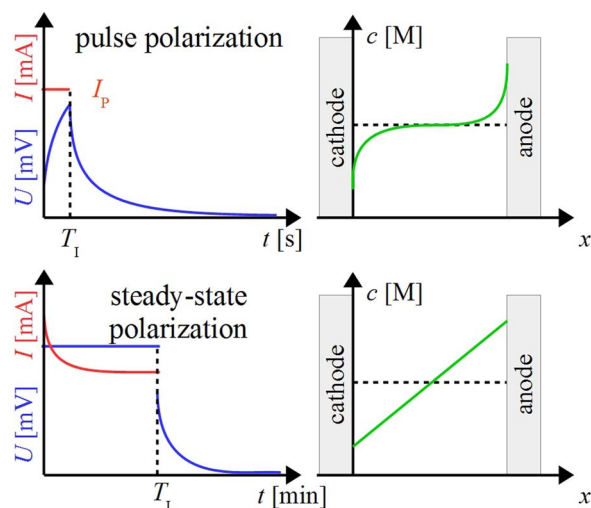 pulse polarization
I [mA]
U [mV]
I_P
T_I
t [s]
c [M]
cathode
anode
x
steady-state
polarization
I [mA]
U [mV]
T_I
t [min]
c [M]
cathode
anode
x